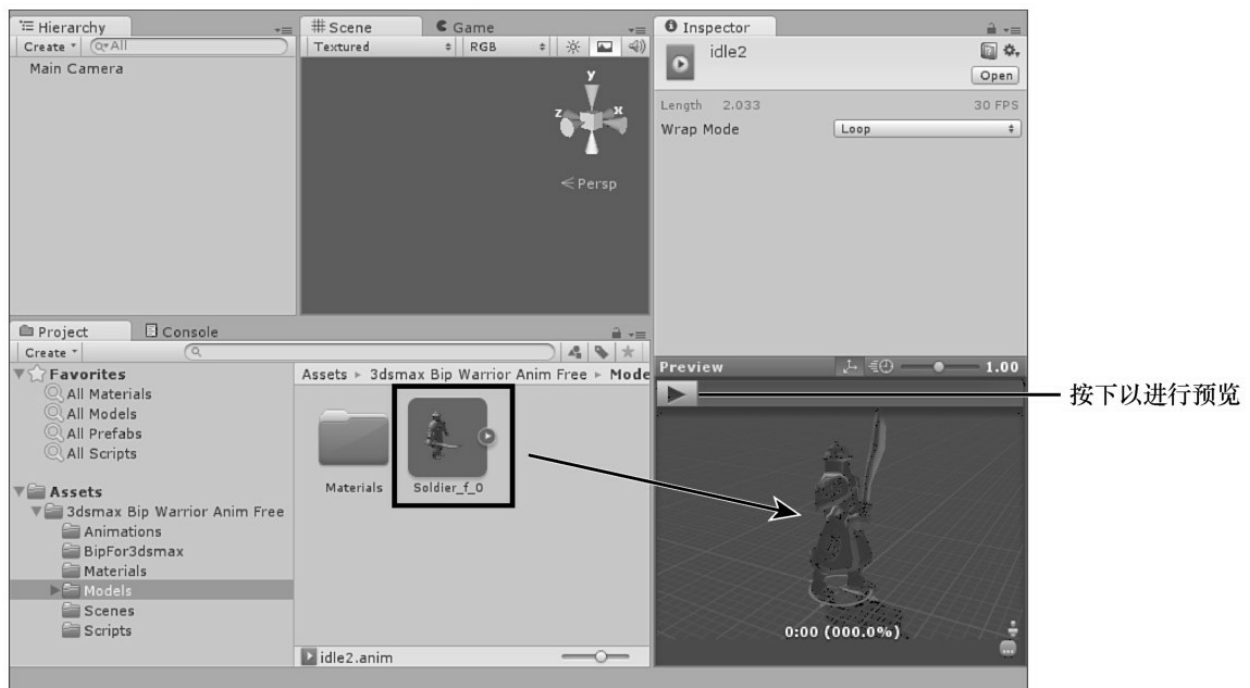 Hierarchy
Create
All
Main Camera
Scene
Game
Textured
RGB
y
z
x
Persp
Inspector
idle2
Open
Length 2.033
30 FPS
Wrap Mode
Loop
Project
Console
Create
Favorites
All Materials
All Models
All Prefabs
All Scripts
Assets
3dsmax Bip Warrior Anim Free
Animations
BipFor3dsmax
Materials
Models
Scenes
Scripts
Assets ▸ 3dsmax Bip Warrior Anim Free ▸ Mode
Materials
Soldier_f_0
idle2.anim
Preview
1.00
按下以进行预览
0:00 (000.0%)